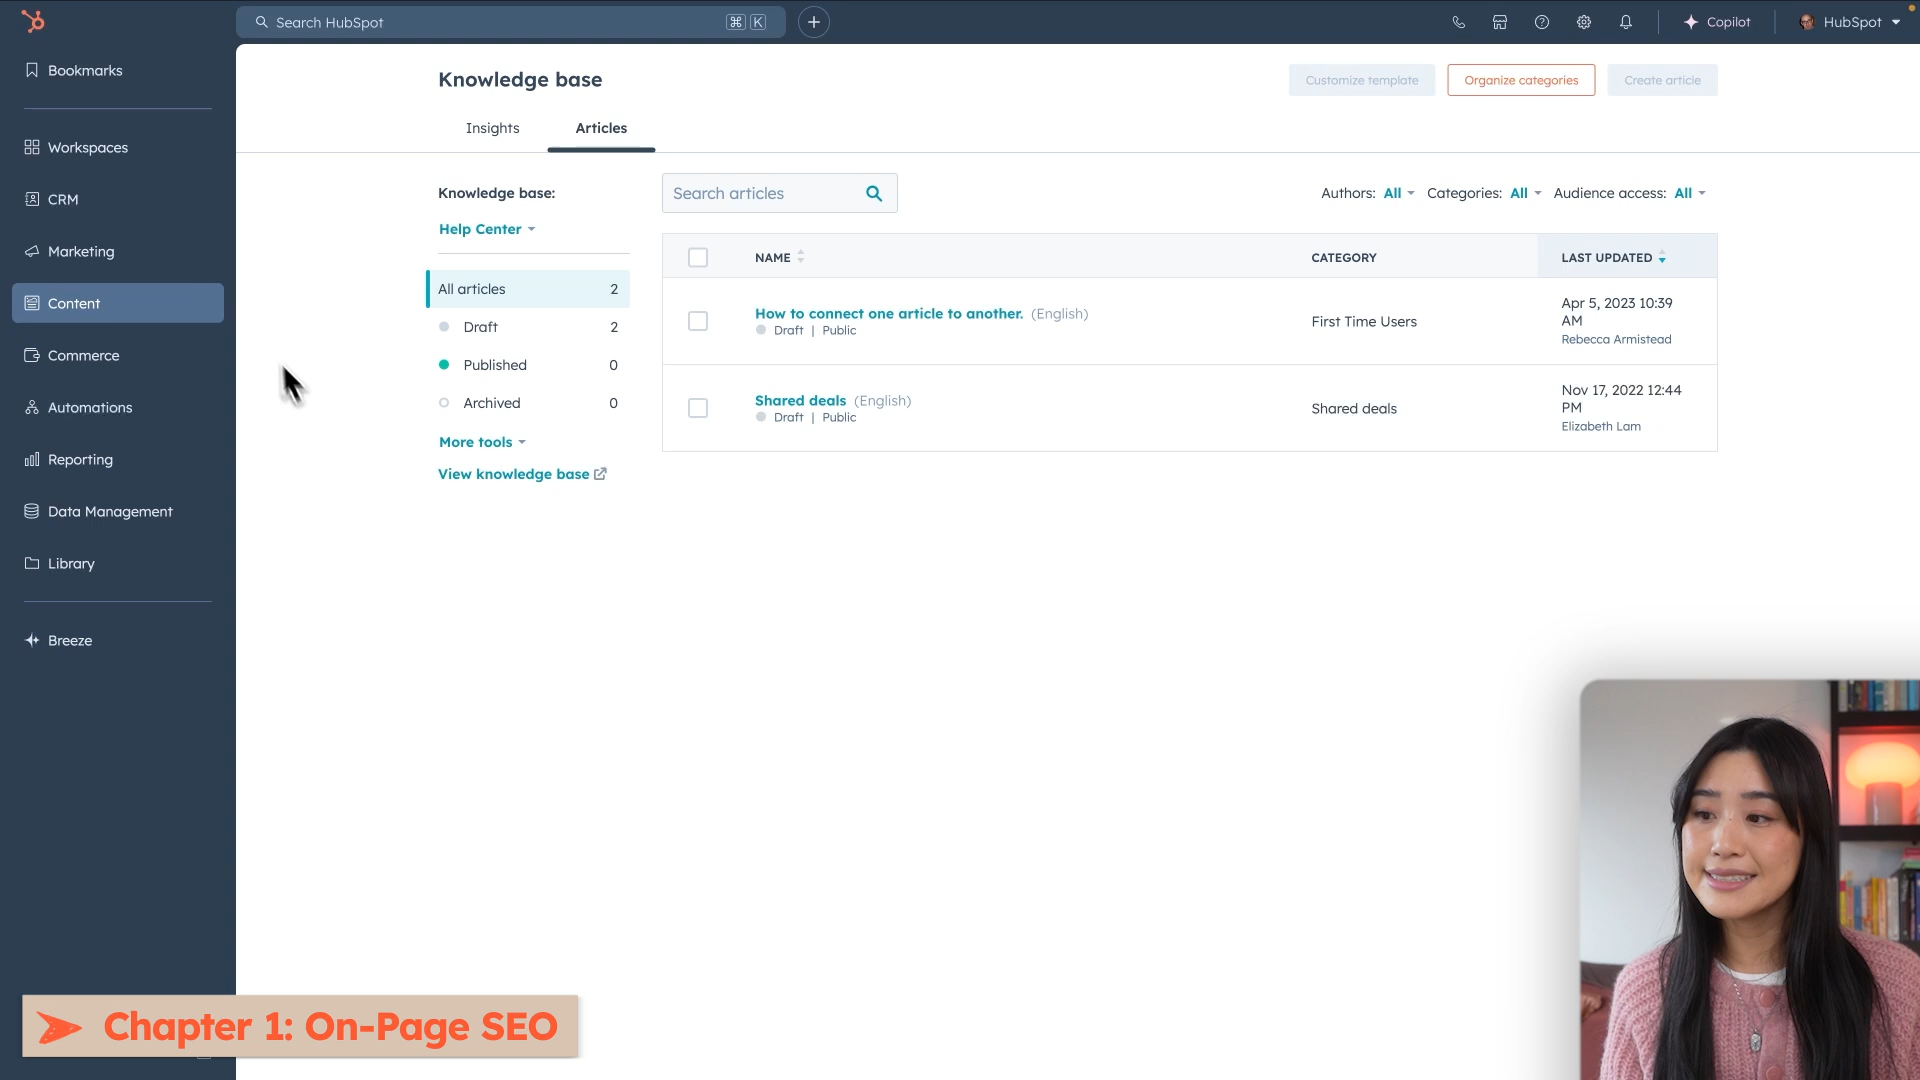 Search HubSpot
⌘ K
Copilot
HubSpot
Bookmarks
Workspaces
CRM
Marketing
Content
Commerce
Automations
Reporting
Data Management
Library
Breeze
Knowledge base
Customize template
Organize categories
Create article
Insights
Articles
Knowledge base:
Help Center
All articles 2
Draft 2
Published 0
Archived 0
More tools
View knowledge base
Search articles
Authors: All Categories: All Audience access: All
NAME CATEGORY LAST UPDATED
How to connect one article to another. (English)
Draft | Public
First Time Users
Apr 5, 2023 10:39
AM
Rebecca Armistead
Shared deals (English)
Draft | Public
Shared deals
Nov 17, 2022 12:44
PM
Elizabeth Lam
Chapter 1: On-Page SEO